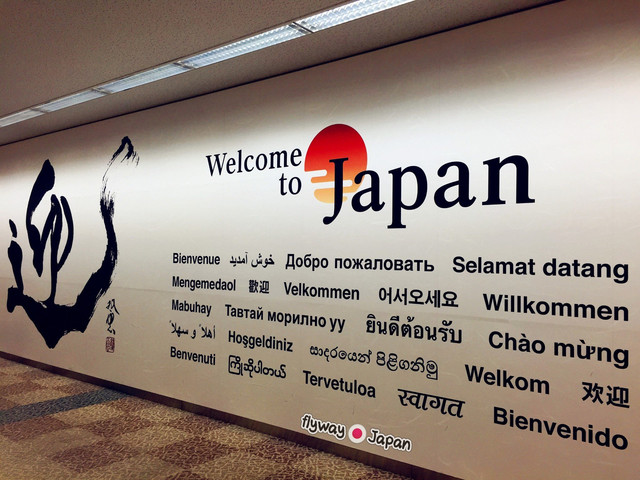 迎
Welcome
to Japan
Bienvenue خوش آمدید Добро пожаловать Selamat datang
Mengemedaol 歡迎 Velkommen 어서오세요 Willkommen
Mabuhay Тавтай морилно уу ยินดีต้อนรับ Chào mừng
أهلاً و سهلاً Hoşgeldiniz සාදරයෙන් පිළිගනිමු Welkom 欢迎
Benvenuti ကြိုဆိုပါတယ် Tervetuloa स्वागत Bienvenido
flyway Japan